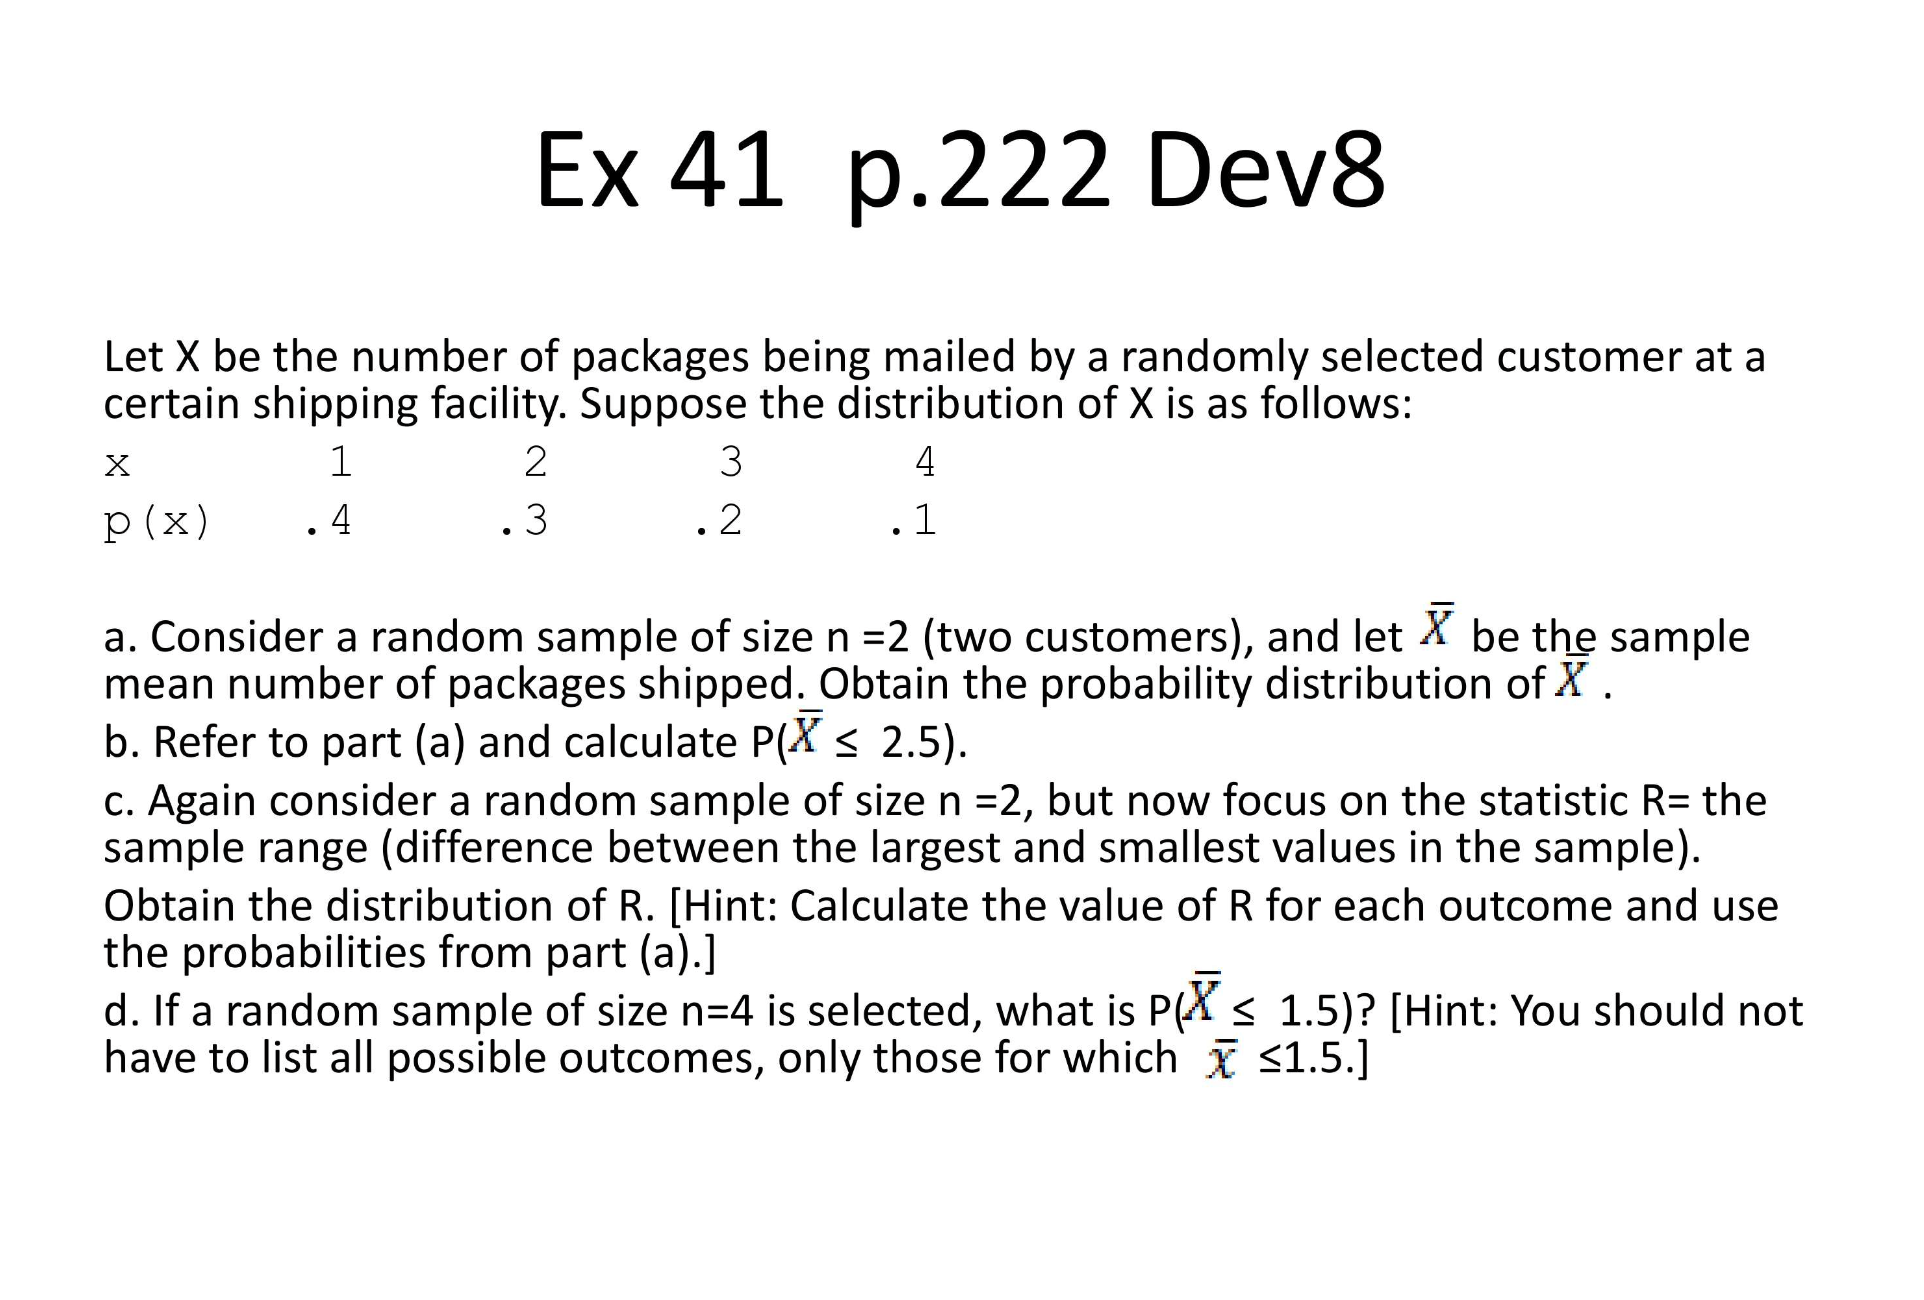 Ex 41  p.222 Dev8
Let X be the number of packages being mailed by a randomly selected customer at a
certain shipping facility. Suppose the distribution of X is as follows:
x 1 2 3 4
p(x) .4 .3 .2 .1
a. Consider a random sample of size n =2 (two customers), and let X̅ be the sample
mean number of packages shipped. Obtain the probability distribution of X̅ .
b. Refer to part (a) and calculate P(X̅ ≤ 2.5).
c. Again consider a random sample of size n =2, but now focus on the statistic R= the
sample range (difference between the largest and smallest values in the sample).
Obtain the distribution of R. [Hint: Calculate the value of R for each outcome and use
the probabilities from part (a).]
d. If a random sample of size n=4 is selected, what is P(X̅ ≤ 1.5)? [Hint: You should not
have to list all possible outcomes, only those for which x̅ ≤1.5.]